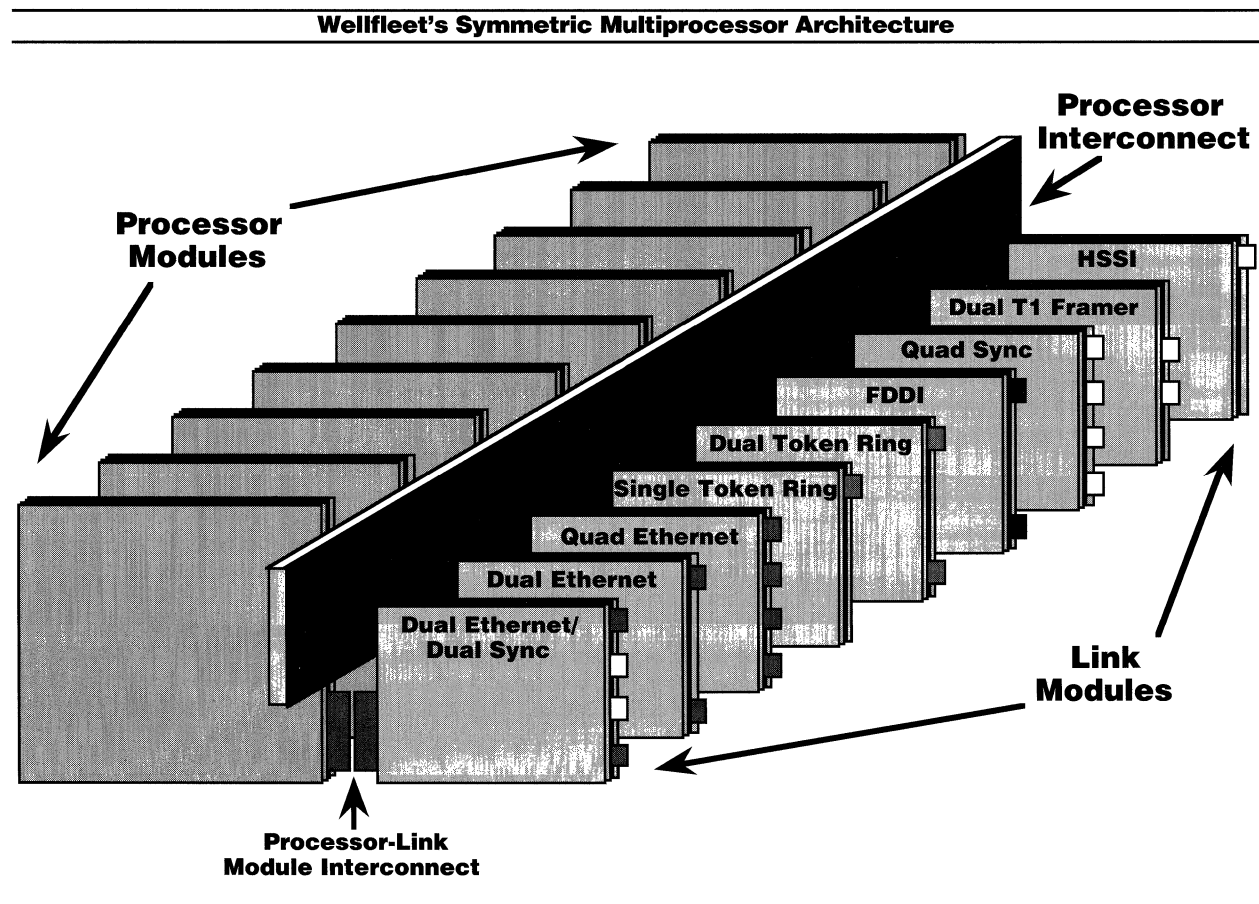 Wellfleet's Symmetric Multiprocessor Architecture
Processor
Interconnect
Processor
Modules
HSSI
Dual T1 Framer
Quad Sync
FDDI
Dual Token Ring
Single Token Ring
Quad Ethernet
Dual Ethernet
Dual Ethernet/
Dual Sync
Link
Modules
Processor-Link
Module Interconnect